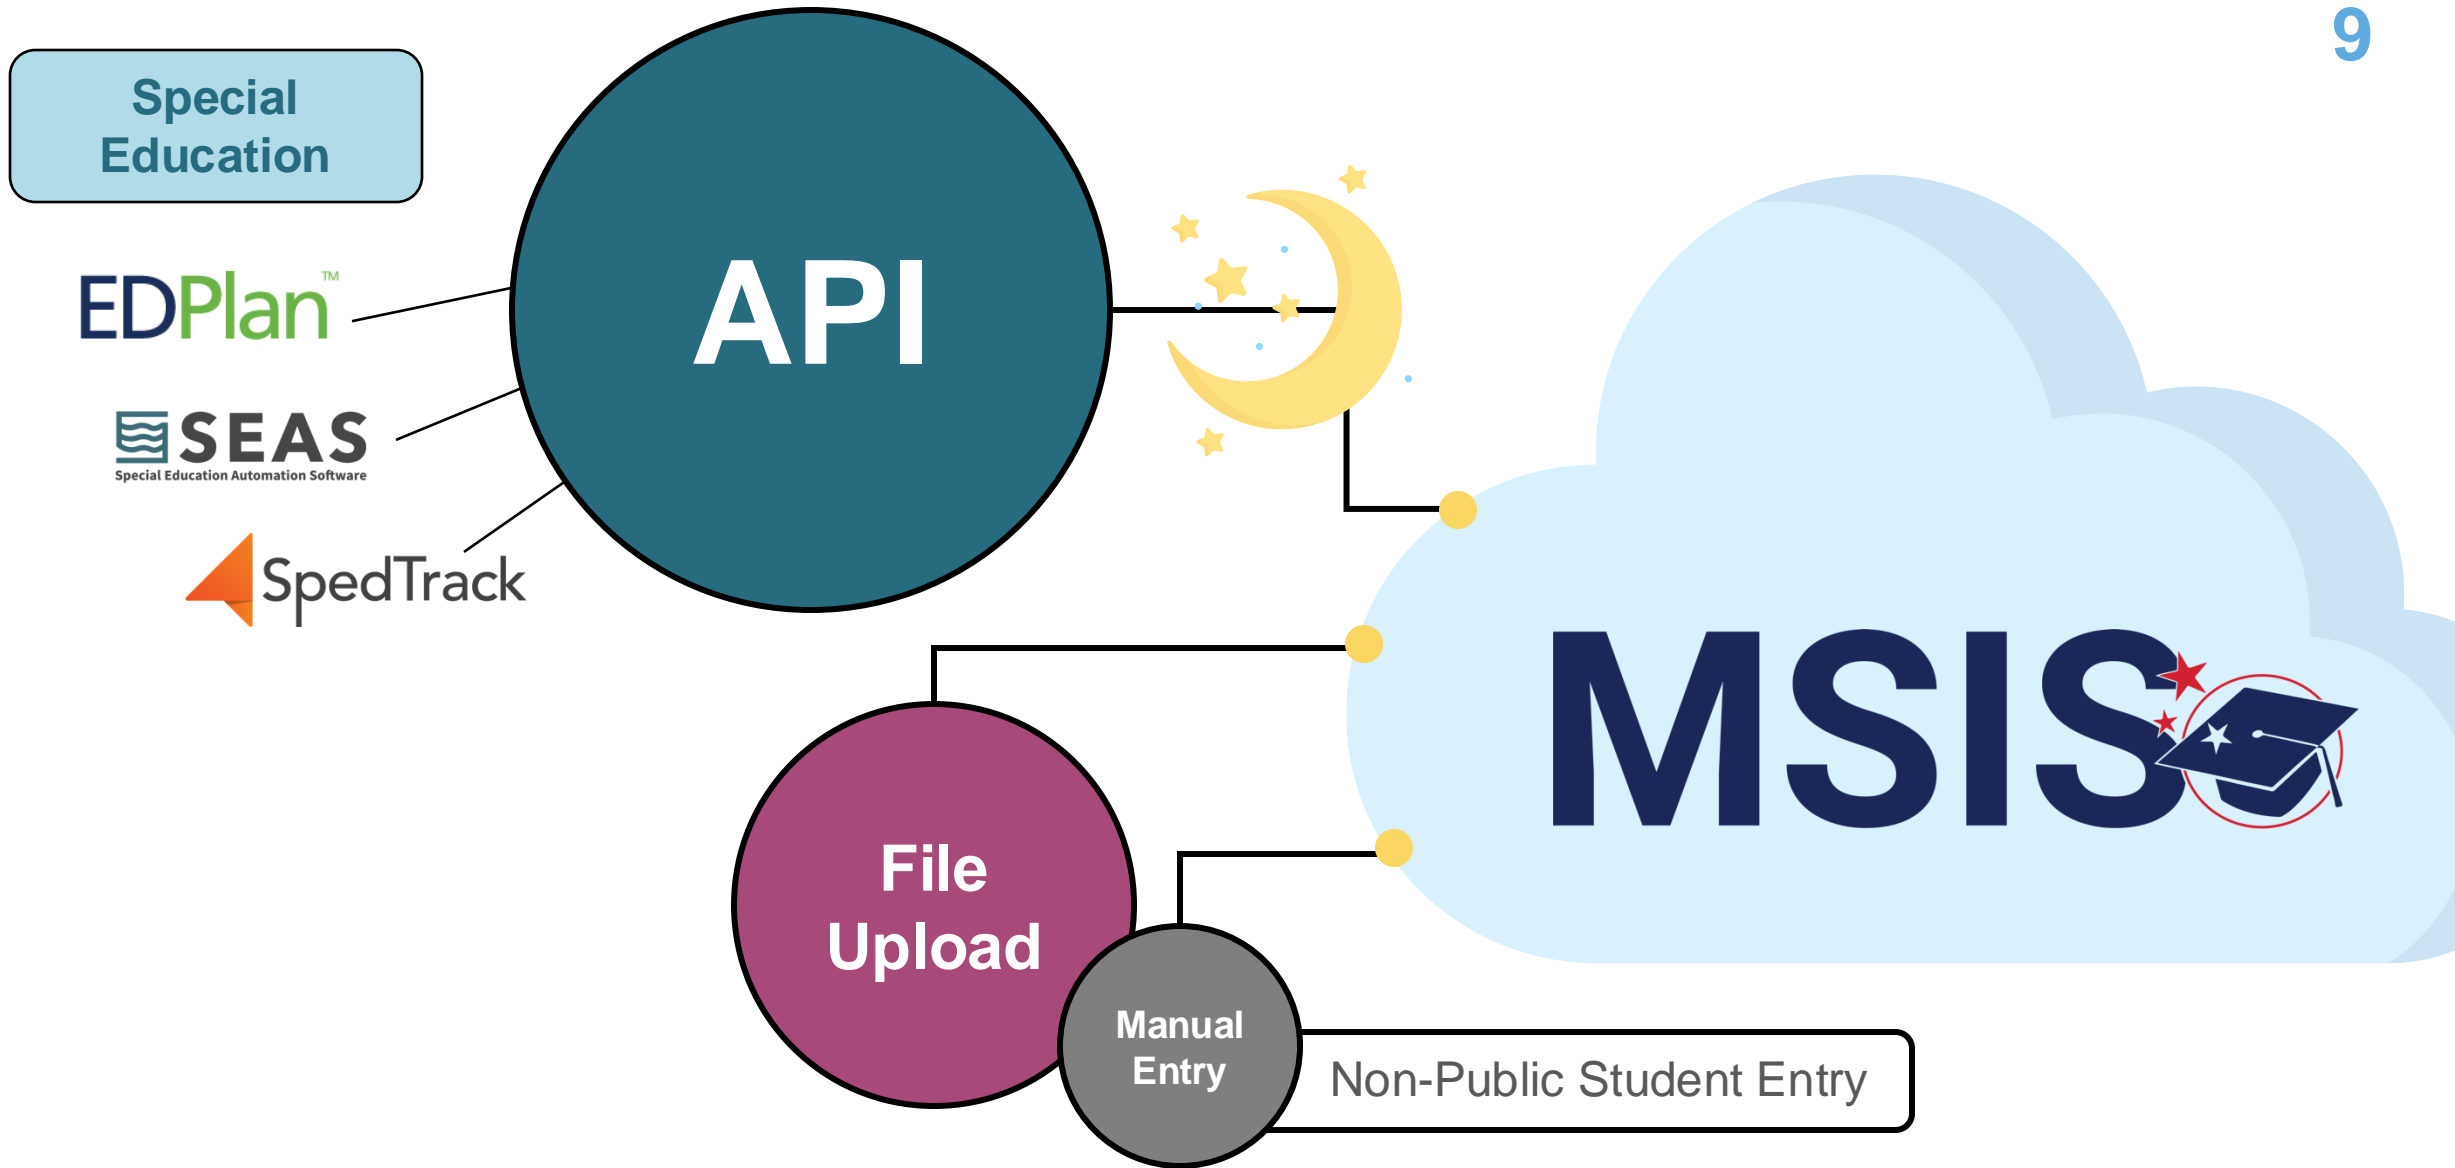 9
Special
Education
API
EDPlan™
SEAS
Special Education Automation Software
SpedTrack
MSIS
File
Upload
Manual
Entry
Non-Public Student Entry